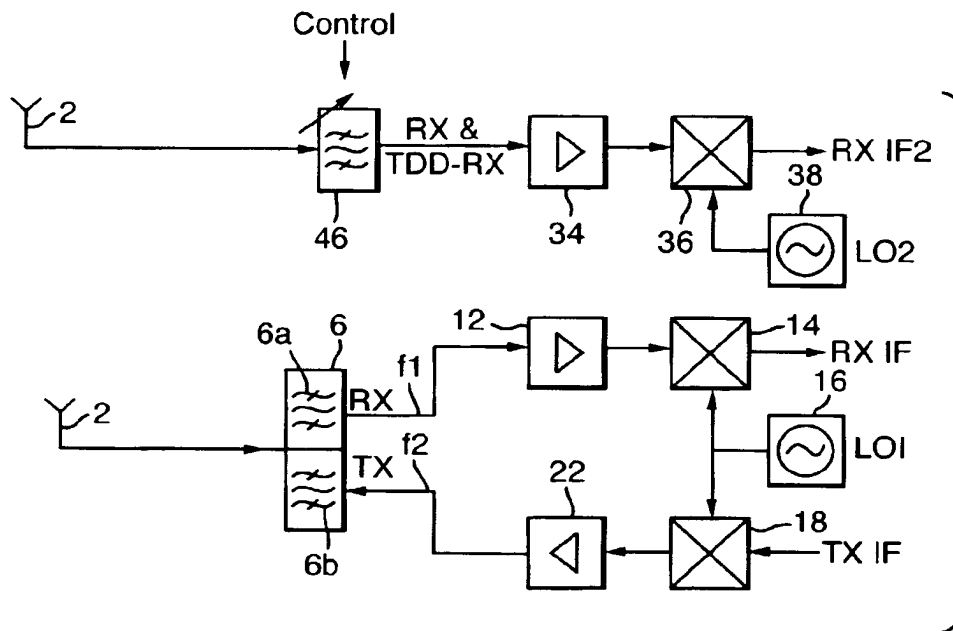 Control
2
RX &
TDD-RX
RX IF2
46
34
36
38
LO2
6a
6
12
14
RX
f1
RX IF
16
2
f2
TX
LO1
22
18
TX IF
6b